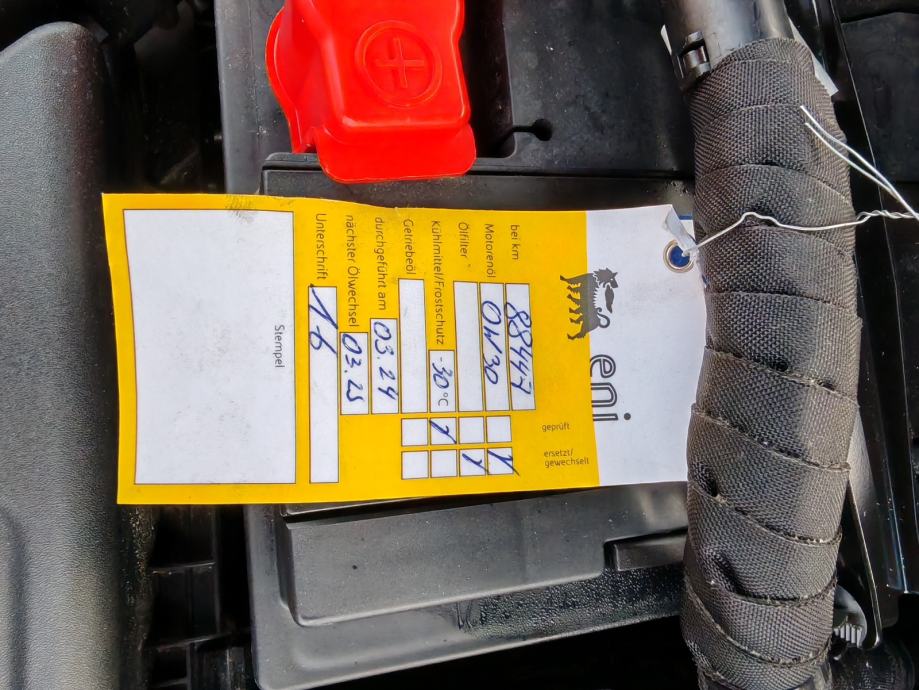 eni
geprüft
ersetzt/
gewechselt
bei km 88447
Motorenöl 0W30
Ölfilter
Kühlmittel/Frostschutz -30°C
Getriebeöl
durchgeführt am 03.24
nächster Ölwechsel 03.25
Unterschrift
Stempel